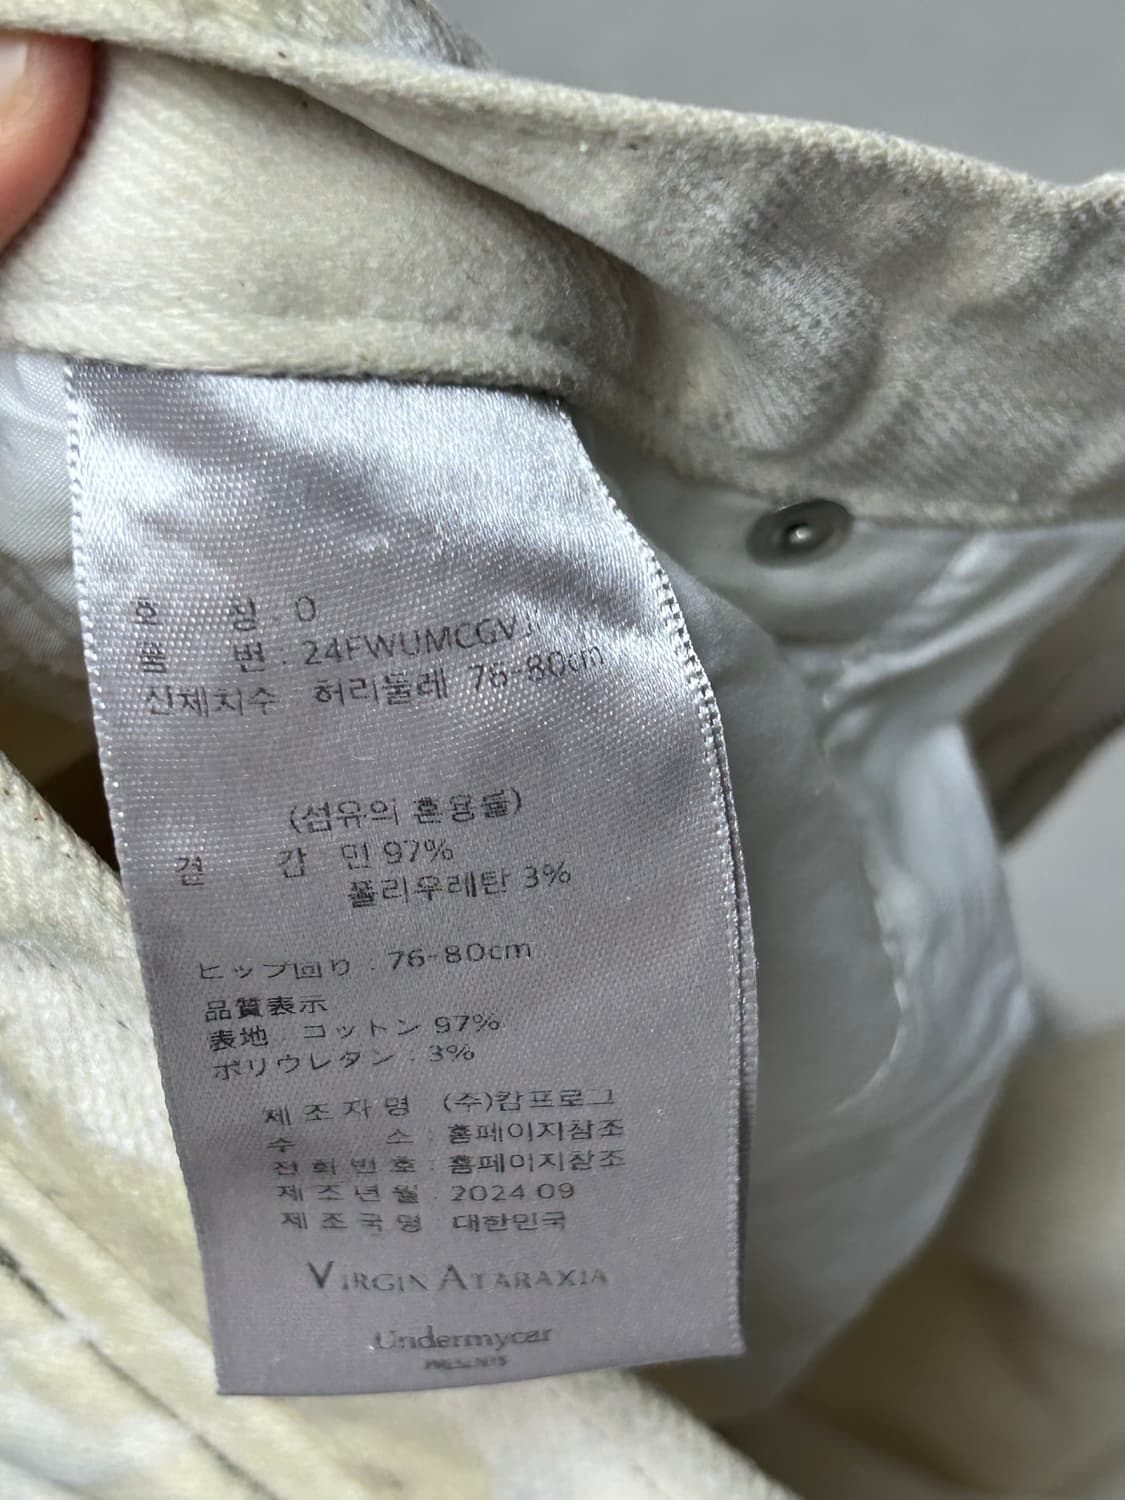 호 칭 : 0
품 번 : 24FWUMCGVJ
신체치수 허리둘레 76-80cm
(섬유의 혼용률)
겉 감 면 97%
폴리우레탄 3%
ヒップ回り : 76-80cm
品質表示
表地 : コットン 97%
ポリウレタン : 3%
제 조 자 명 (주)캄프로그
주 소 : 홈페이지참조
전 화 번 호 : 홈페이지참조
제 조 년 월 : 2024 09
제 조 국 명 : 대한민국
VIRGIN ATARAXIA
Undermycar
PRESENTS